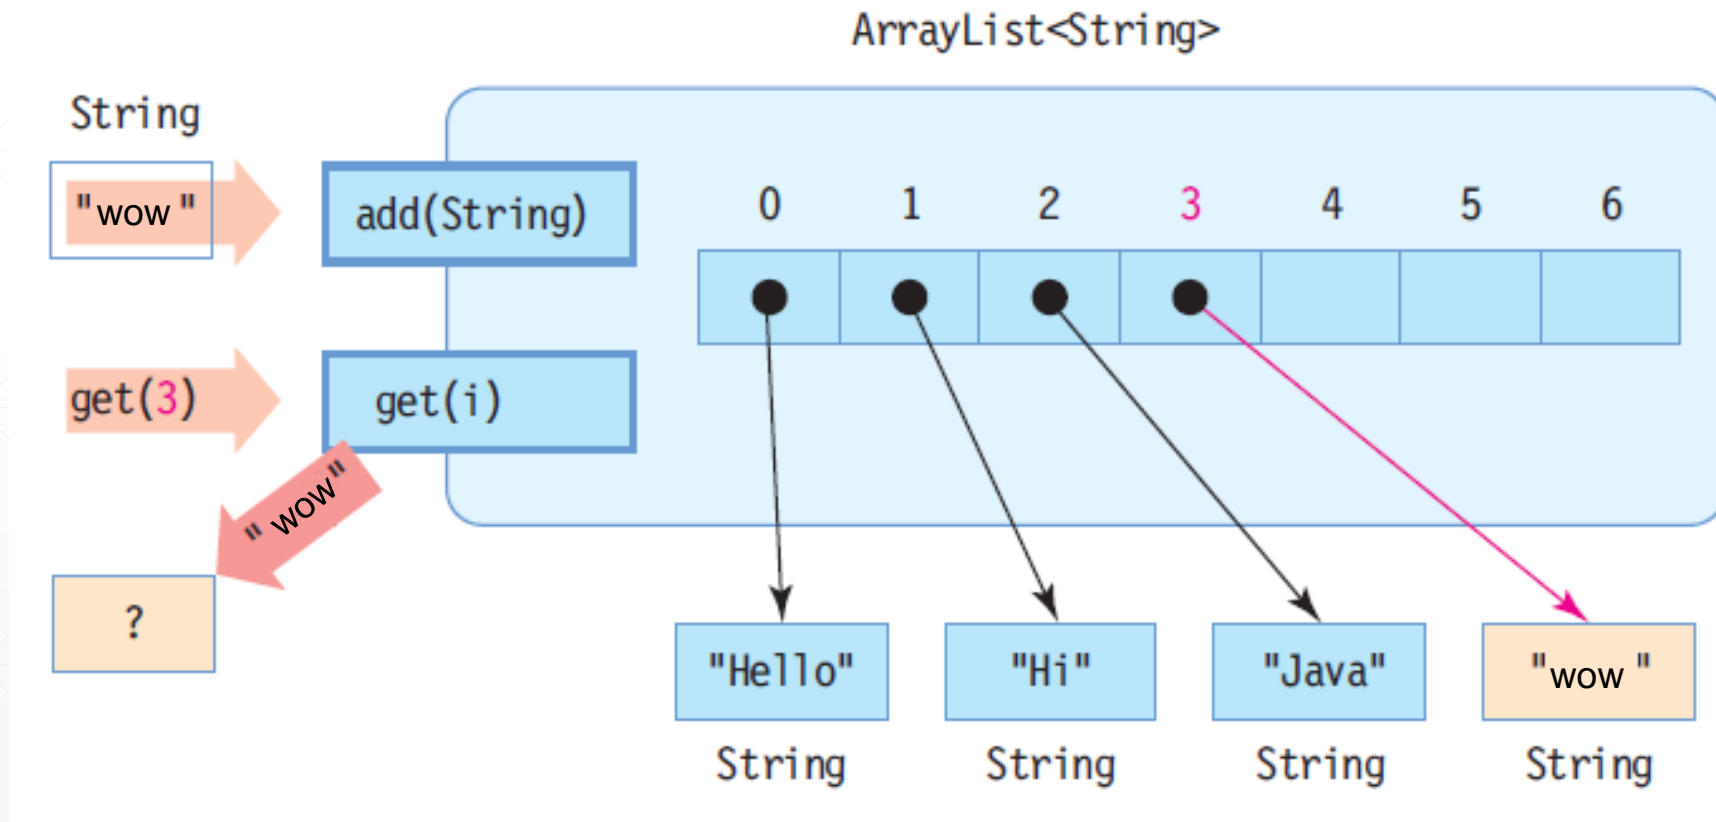 ArrayList<String>
String
"wow "
add(String)
0 1 2 3 4 5 6
get(3)
get(i)
" wow"
?
"Hello" "Hi" "Java" "wow "
String String String String